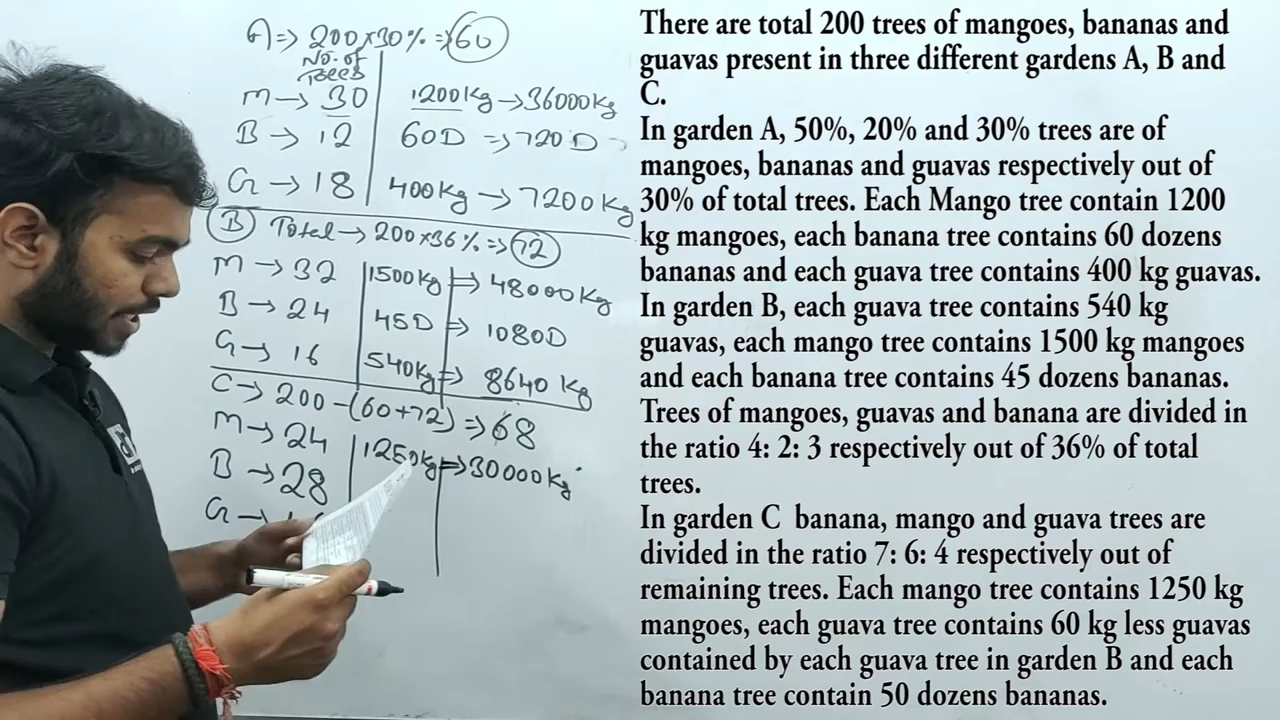 A) => 200 x 30% => 60
No. of
Trees
M → 30 1200Kg → 36000Kg
B → 12 60D => 720D
G → 18 400Kg → 7200Kg
B Total → 200 x 36% => 72
M → 32 1500Kg => 48000Kg
B → 24 45D => 1080D
G → 16 540Kg => 8640 Kg
C → 200 - (60+72) => 68
M → 24 1250Kg => 30000Kg
B → 28
G →
There are total 200 trees of mangoes, bananas and
guavas present in three different gardens A, B and
C.
In garden A, 50%, 20% and 30% trees are of
mangoes, bananas and guavas respectively out of
30% of total trees. Each Mango tree contain 1200
kg mangoes, each banana tree contains 60 dozens
bananas and each guava tree contains 400 kg guavas.
In garden B, each guava tree contains 540 kg
guavas, each mango tree contains 1500 kg mangoes
and each banana tree contains 45 dozens bananas.
Trees of mangoes, guavas and banana are divided in
the ratio 4: 2: 3 respectively out of 36% of total
trees.
In garden C banana, mango and guava trees are
divided in the ratio 7: 6: 4 respectively out of
remaining trees. Each mango tree contains 1250 kg
mangoes, each guava tree contains 60 kg less guavas
contained by each guava tree in garden B and each
banana tree contain 50 dozens bananas.